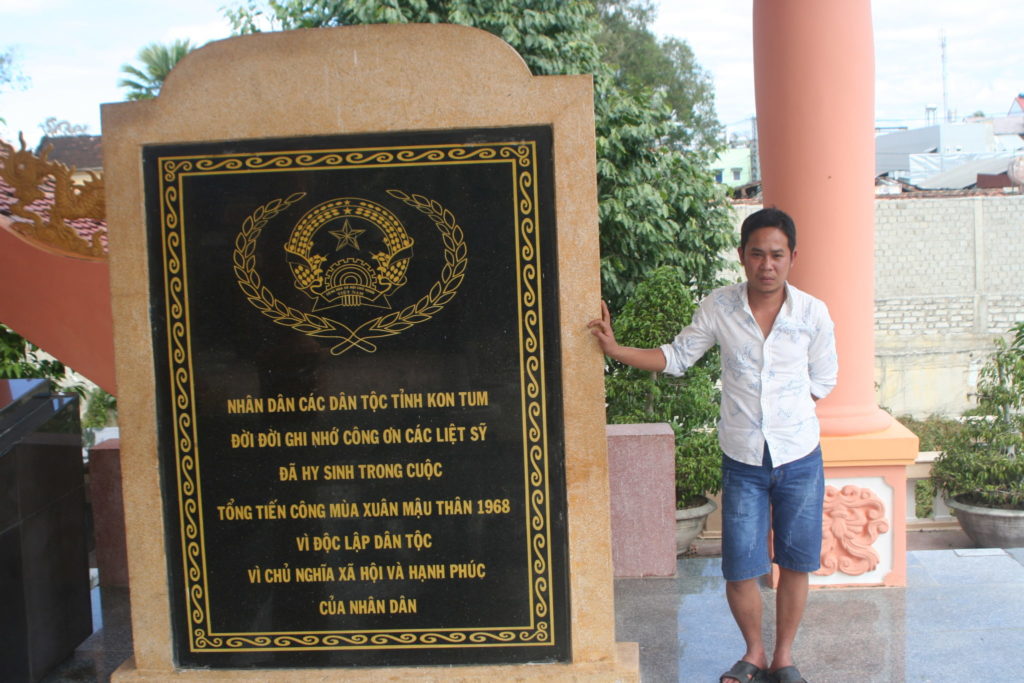 VIỆT NAM
NHÂN DÂN CÁC DÂN TỘC TỈNH KON TUM
ĐỜI ĐỜI GHI NHỚ CÔNG ƠN CÁC LIỆT SỸ
ĐÃ HY SINH TRONG CUỘC
TỔNG TIẾN CÔNG MÙA XUÂN MẬU THÂN 1968
VÌ ĐỘC LẬP DÂN TỘC
VÌ CHỦ NGHĨA XÃ HỘI VÀ HẠNH PHÚC
CỦA NHÂN DÂN